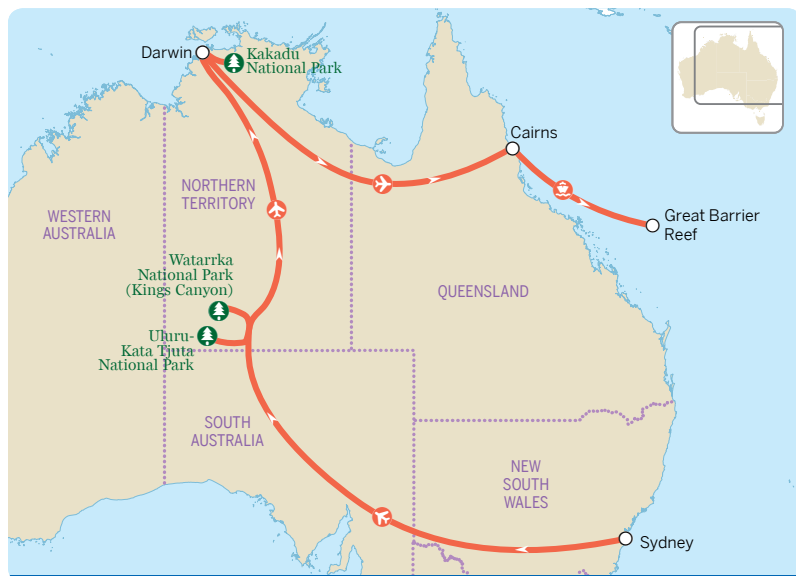 Darwin
Kakadu
National Park
Cairns
NORTHERN
TERRITORY
WESTERN
AUSTRALIA
Great Barrier
Reef
Watarrka
National Park
(Kings Canyon)
QUEENSLAND
Uluru-
Kata Tjuta
National Park
SOUTH
AUSTRALIA
NEW
SOUTH
WALES
Sydney